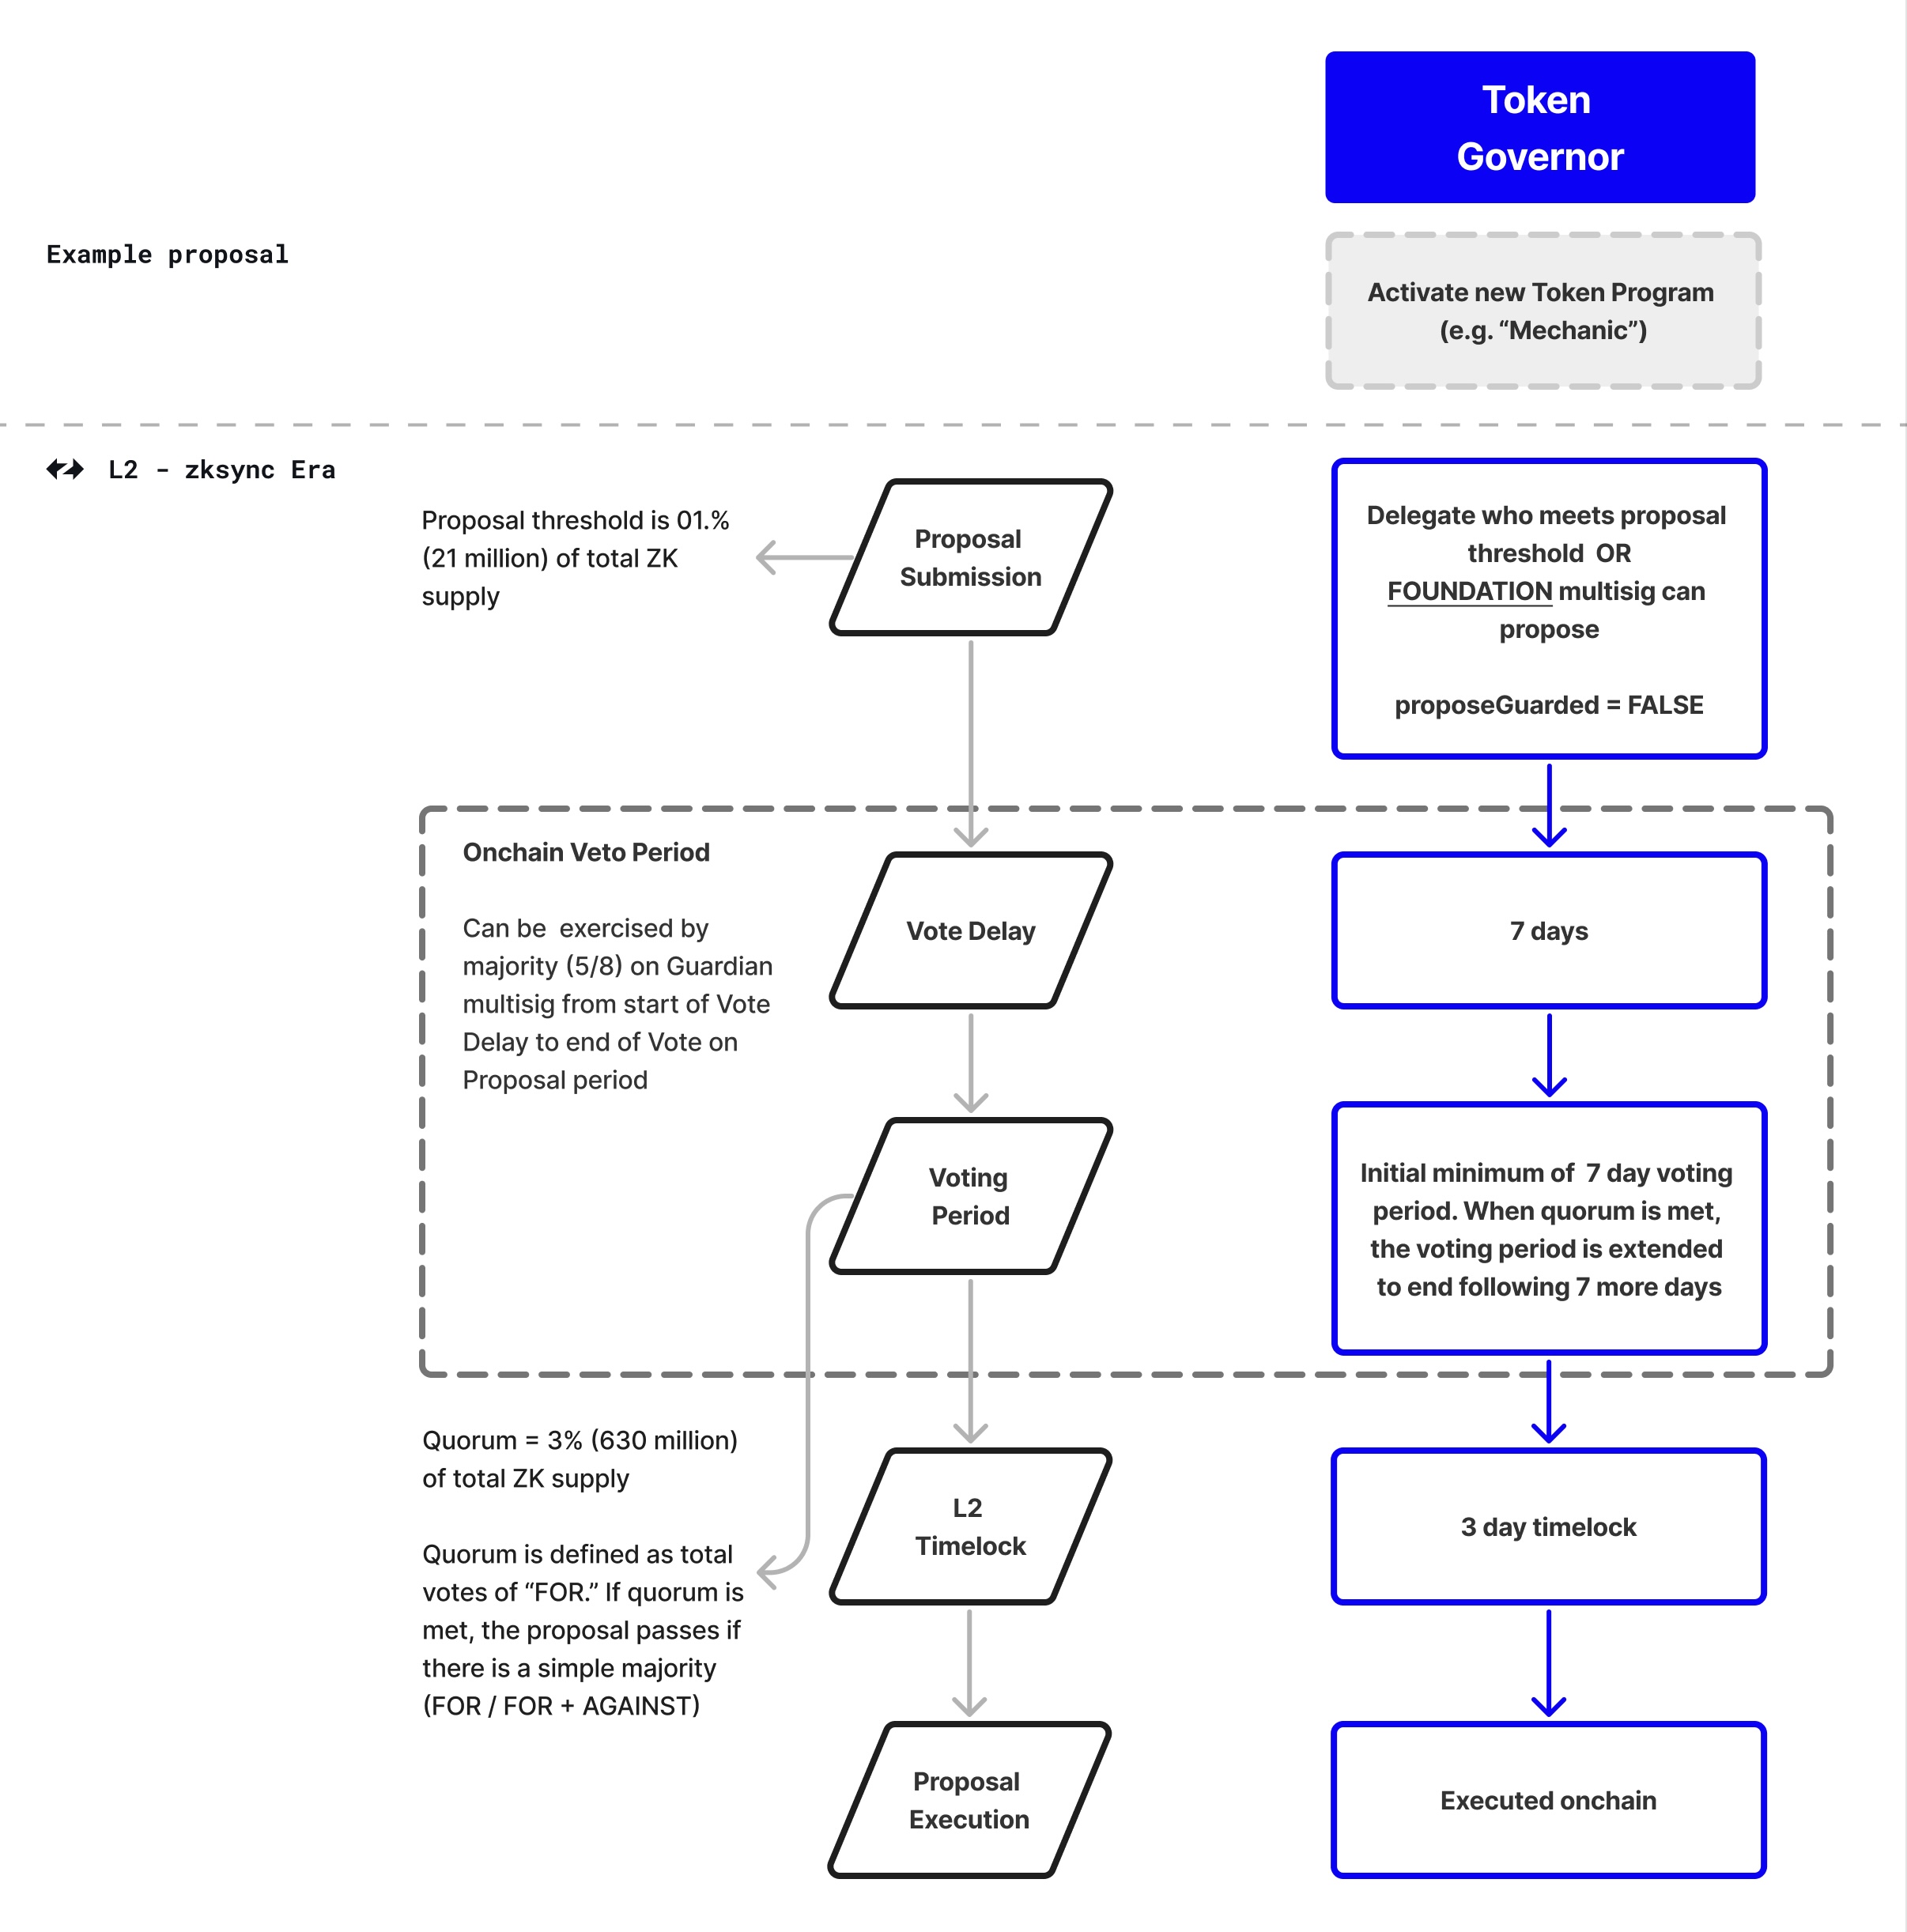 Token
Governor
Example proposal
Activate new Token Program
(e.g. “Mechanic”)
L2 - zksync Era
Proposal threshold is 01.%
(21 million) of total ZK
supply
Proposal
Submission
Delegate who meets proposal
threshold OR
FOUNDATION multisig can
propose
proposeGuarded = FALSE
Onchain Veto Period
Can be exercised by
majority (5/8) on Guardian
multisig from start of Vote
Delay to end of Vote on
Proposal period
Vote Delay
7 days
Voting
Period
Initial minimum of 7 day voting
period. When quorum is met,
the voting period is extended
to end following 7 more days
Quorum = 3% (630 million)
of total ZK supply
Quorum is defined as total
votes of “FOR.” If quorum is
met, the proposal passes if
there is a simple majority
(FOR / FOR + AGAINST)
L2
Timelock
3 day timelock
Proposal
Execution
Executed onchain